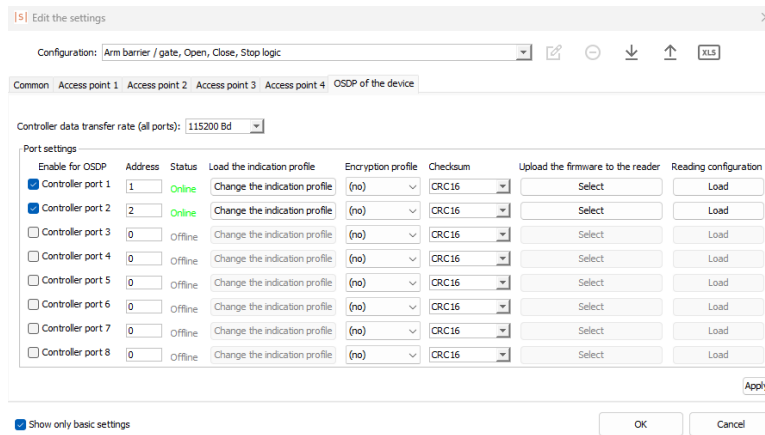 |S| Edit the settings
Configuration: Arm barrier / gate, Open, Close, Stop logic XLS
Common Access point 1 Access point 2 Access point 3 Access point 4 OSDP of the device
Controller data transfer rate (all ports): 115200 Bd
Port settings
Enable for OSDP Address Status Load the indication profile Encryption profile Checksum Upload the firmware to the reader Reading configuration
Controller port 1 1 Online Change the indication profile (no) CRC16 Select Load
Controller port 2 2 Online Change the indication profile (no) CRC16 Select Load
Controller port 3 0 Offline Change the indication profile (no) CRC16 Select Load
Controller port 4 0 Offline Change the indication profile (no) CRC16 Select Load
Controller port 5 0 Offline Change the indication profile (no) CRC16 Select Load
Controller port 6 0 Offline Change the indication profile (no) CRC16 Select Load
Controller port 7 0 Offline Change the indication profile (no) CRC16 Select Load
Controller port 8 0 Offline Change the indication profile (no) CRC16 Select Load
Apply
Show only basic settings OK Cancel